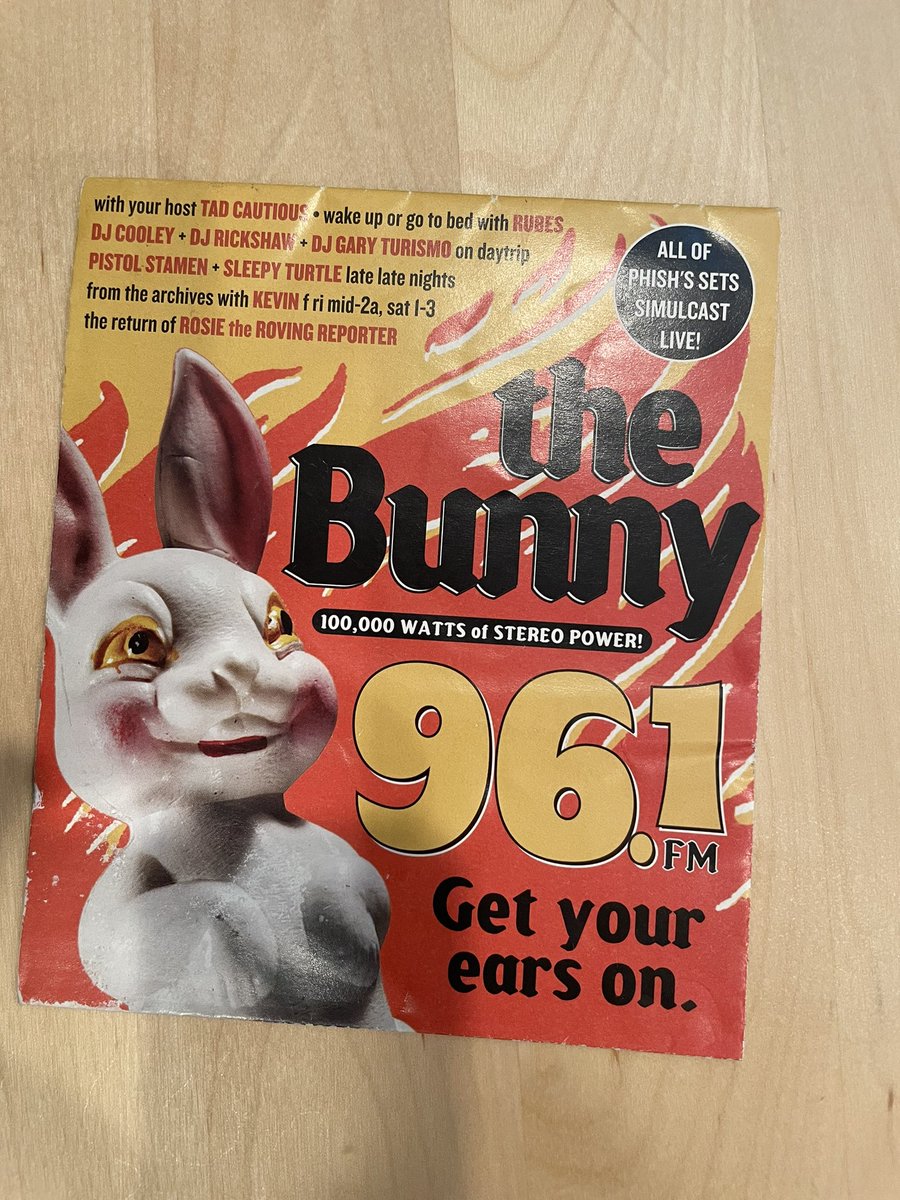 with your host TAD CAUTIOUS • wake up or go to bed with RUBES
DJ COOLEY + DJ RICKSHAW + DJ GARY TURISMO on daytrip
PISTOL STAMEN + SLEEPY TURTLE late late nights
from the archives with KEVIN f ri mid-2a, sat 1-3
the return of ROSIE the ROVING REPORTER
ALL OF
PHISH'S SETS
SIMULCAST
LIVE!
the
Bunny
100,000 WATTS of STEREO POWER!
96.1
FM
Get your
ears on.